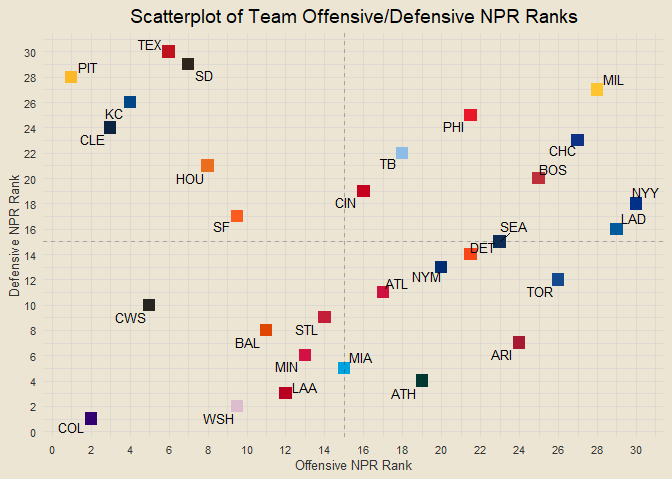 Scatterplot of Team Offensive/Defensive NPR Ranks
Defensive NPR Rank
30
28
26
24
22
20
18
16
14
12
10
8
6
4
2
0
TEX
PIT
SD
MIL
KC
PHI
CLE
CHC
TB
BOS
HOU
NYY
CIN
LAD
SF
SEA
DET
NYM
ATL
TOR
CWS
STL
BAL
MIA
ARI
MIN
LAA
ATH
WSH
COL
0 2 4 6 8 10 12 14 16 18 20 22 24 26 28 30
Offensive NPR Rank